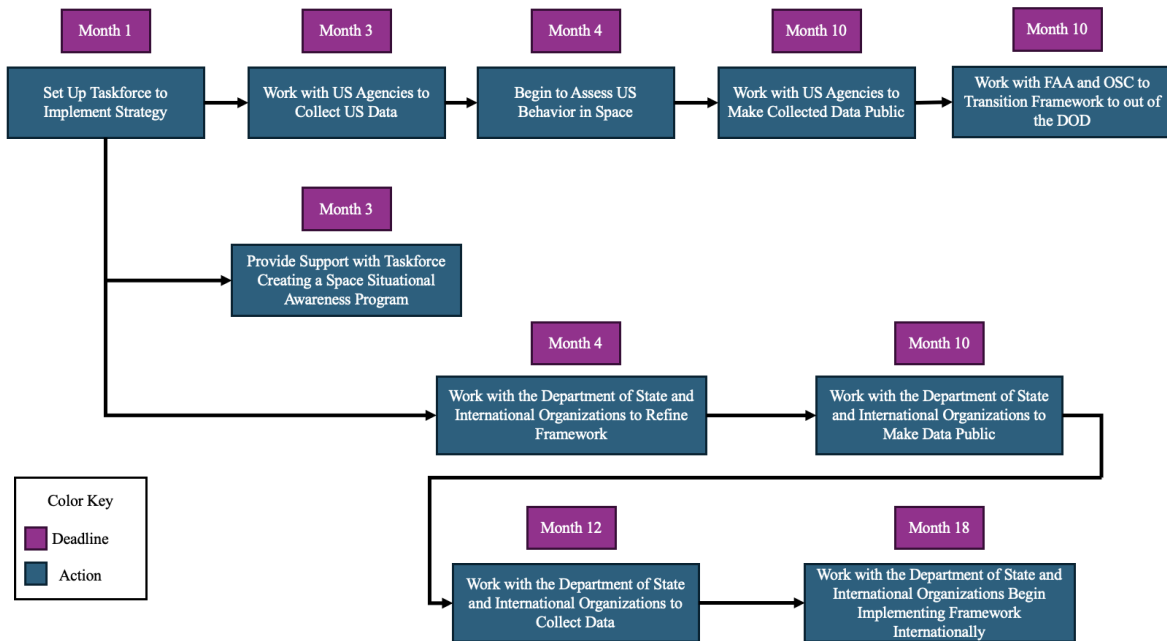 Month 1
Month 3
Month 4
Month 10
Month 10
Set Up Taskforce to
Implement Strategy
Work with US Agencies to
Collect US Data
Begin to Assess US
Behavior in Space
Work with US Agencies to
Make Collected Data Public
Work with FAA and OSC to
Transition Framework to out of
the DOD
Month 3
Provide Support with Taskforce
Creating a Space Situational
Awareness Program
Month 4
Month 10
Work with the Department of State and
International Organizations to Refine
Framework
Work with the Department of State
and International Organizations to
Make Data Public
Color Key
Deadline
Action
Month 12
Month 18
Work with the Department of State
and International Organizations to
Collect Data
Work with the Department of State and
International Organizations Begin
Implementing Framework
Internationally